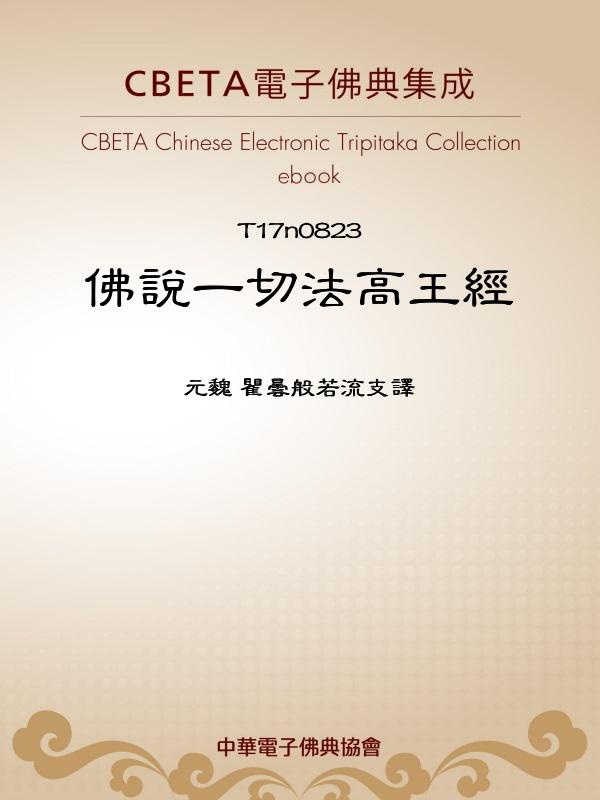 CBETA電子佛典集成
CBETA Chinese Electronic Tripitaka Collection
ebook
T17n0823
佛說一切法高王經
元魏 瞿曇般若流支譯
中華電子佛典協會